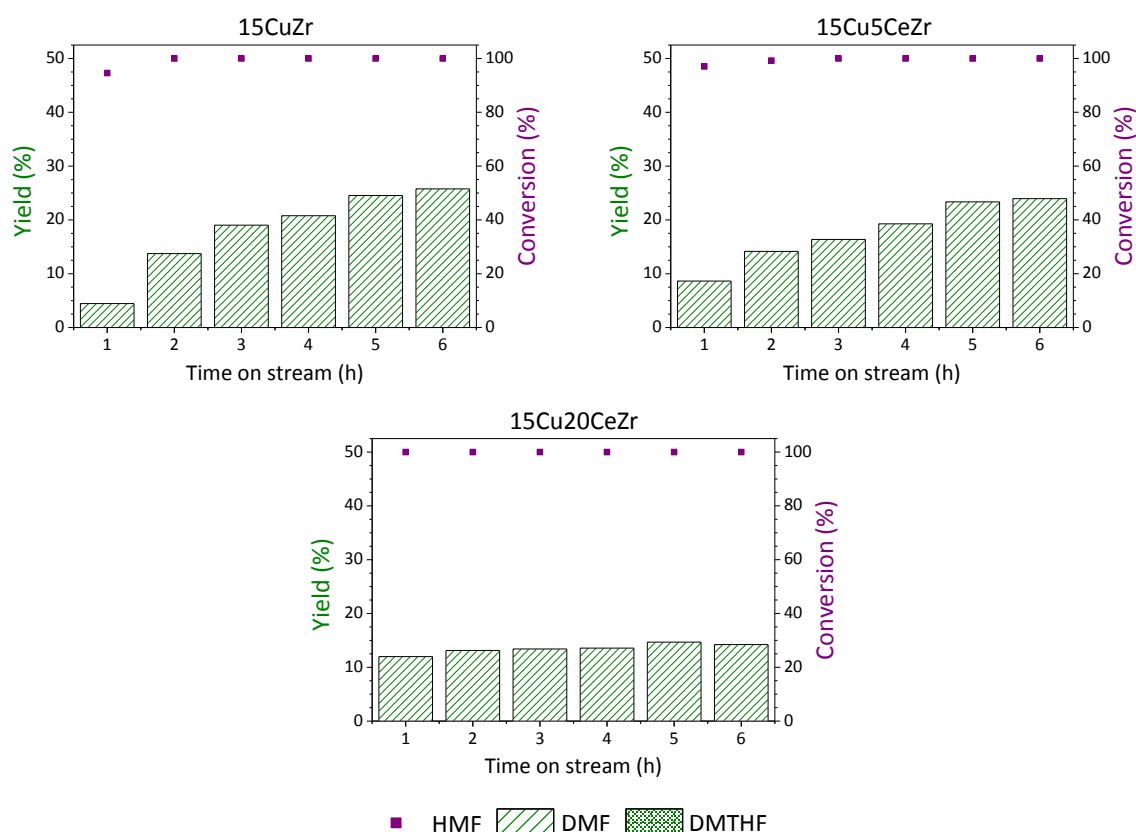 15CuZr
50
40
30
20
10
0
100
80
60
40
20
0
Yield (%)
Conversion (%)
1 2 3 4 5 6
Time on stream (h)
15Cu5CeZr
50
40
30
20
10
0
100
80
60
40
20
0
Yield (%)
Conversion (%)
1 2 3 4 5 6
Time on stream (h)
15Cu20CeZr
50
40
30
20
10
0
100
80
60
40
20
0
Yield (%)
Conversion (%)
1 2 3 4 5 6
Time on stream (h)
HMF DMF DMTHF